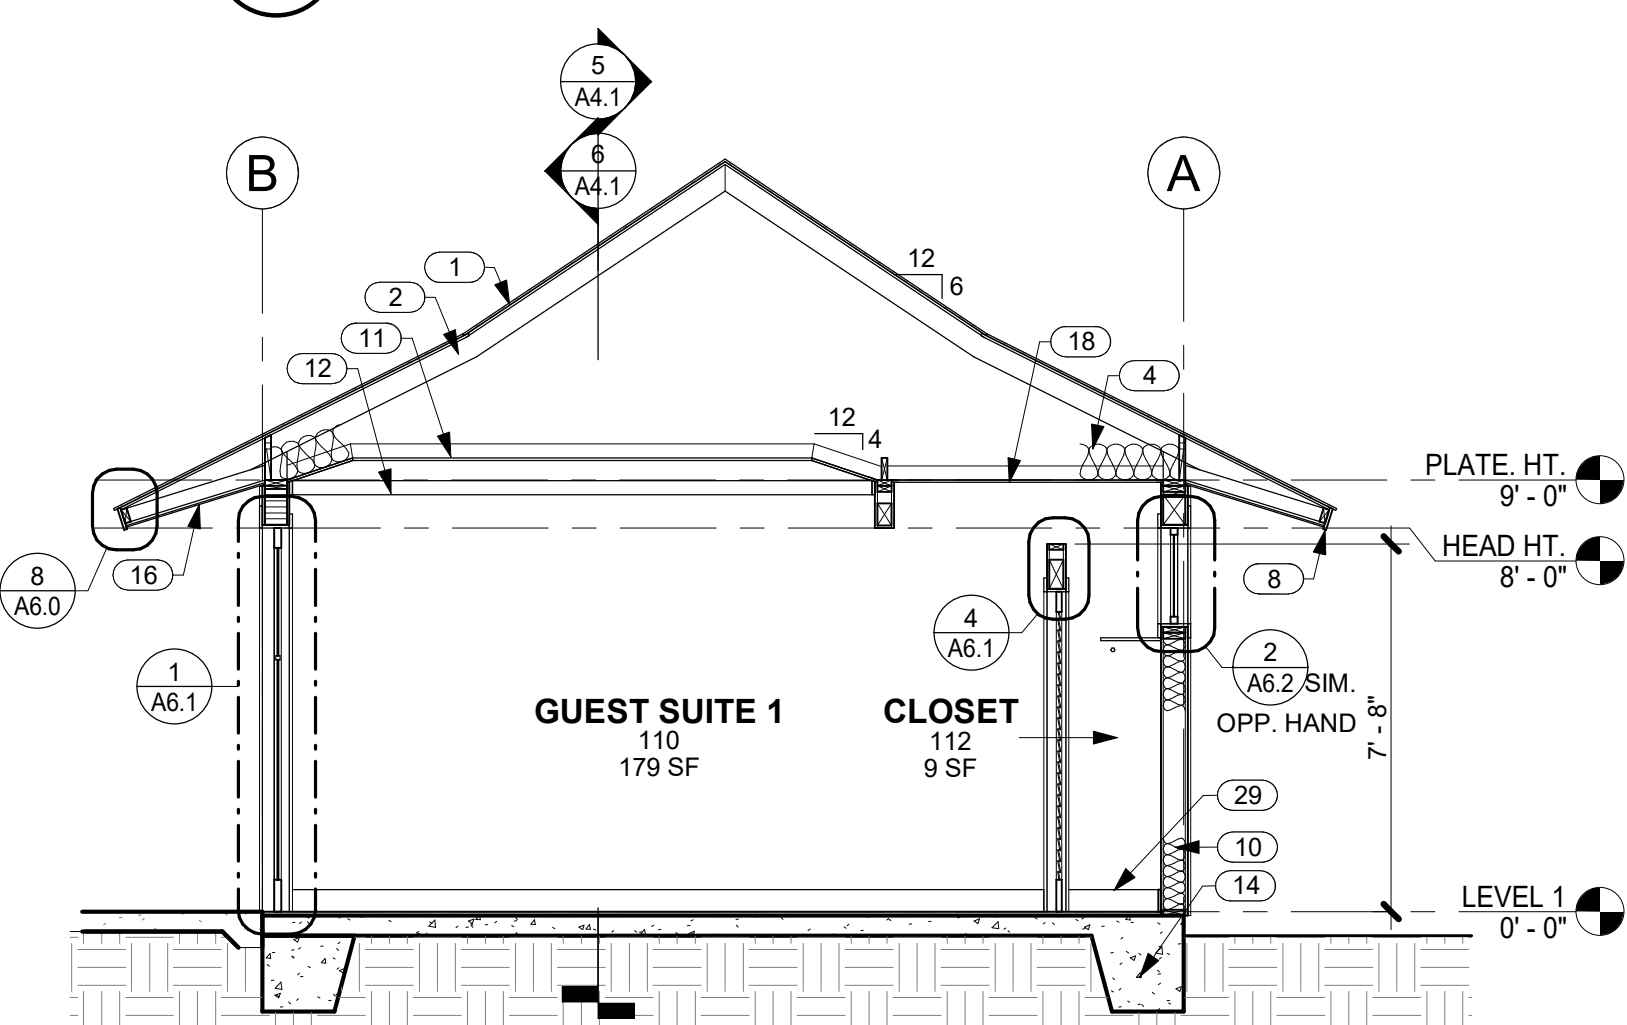 5
A4.1
6
A4.1
B
A
1
2
11
12
12
6
18
4
12
4
PLATE. HT.
9' - 0"
HEAD HT.
8' - 0"
8
A6.0
16
8
4
A6.1
1
A6.1
2
A6.2 SIM.
OPP. HAND
7' - 8"
GUEST SUITE 1
110
179 SF
CLOSET
112
9 SF
29
10
14
LEVEL 1
0' - 0"